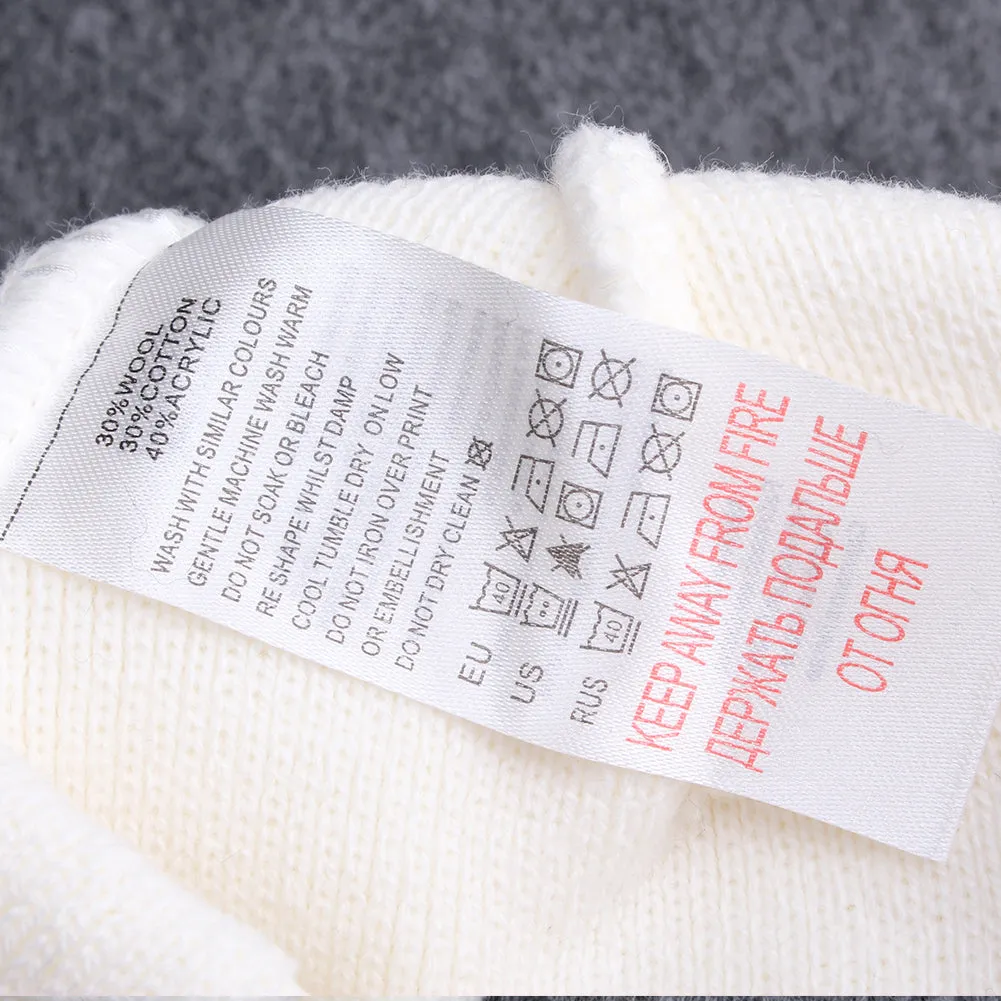 30%WOOL
30%COTTON
40%ACRYLIC
WASH WITH SIMILAR COLOURS
GENTLE MACHINE WASH WARM
DO NOT SOAK OR BLEACH
RE SHAPE WHILST DAMP
COOL TUMBLE DRY ON LOW
DO NOT IRON OVER PRINT
OR EMBELLISHMENT
DO NOT DRY CLEAN
EU 40
US
RUS 40
KEEP AWAY FROM FIRE
ДЕРЖАТЬ ПОДАЛЬШЕ
ОТ ОГНЯ